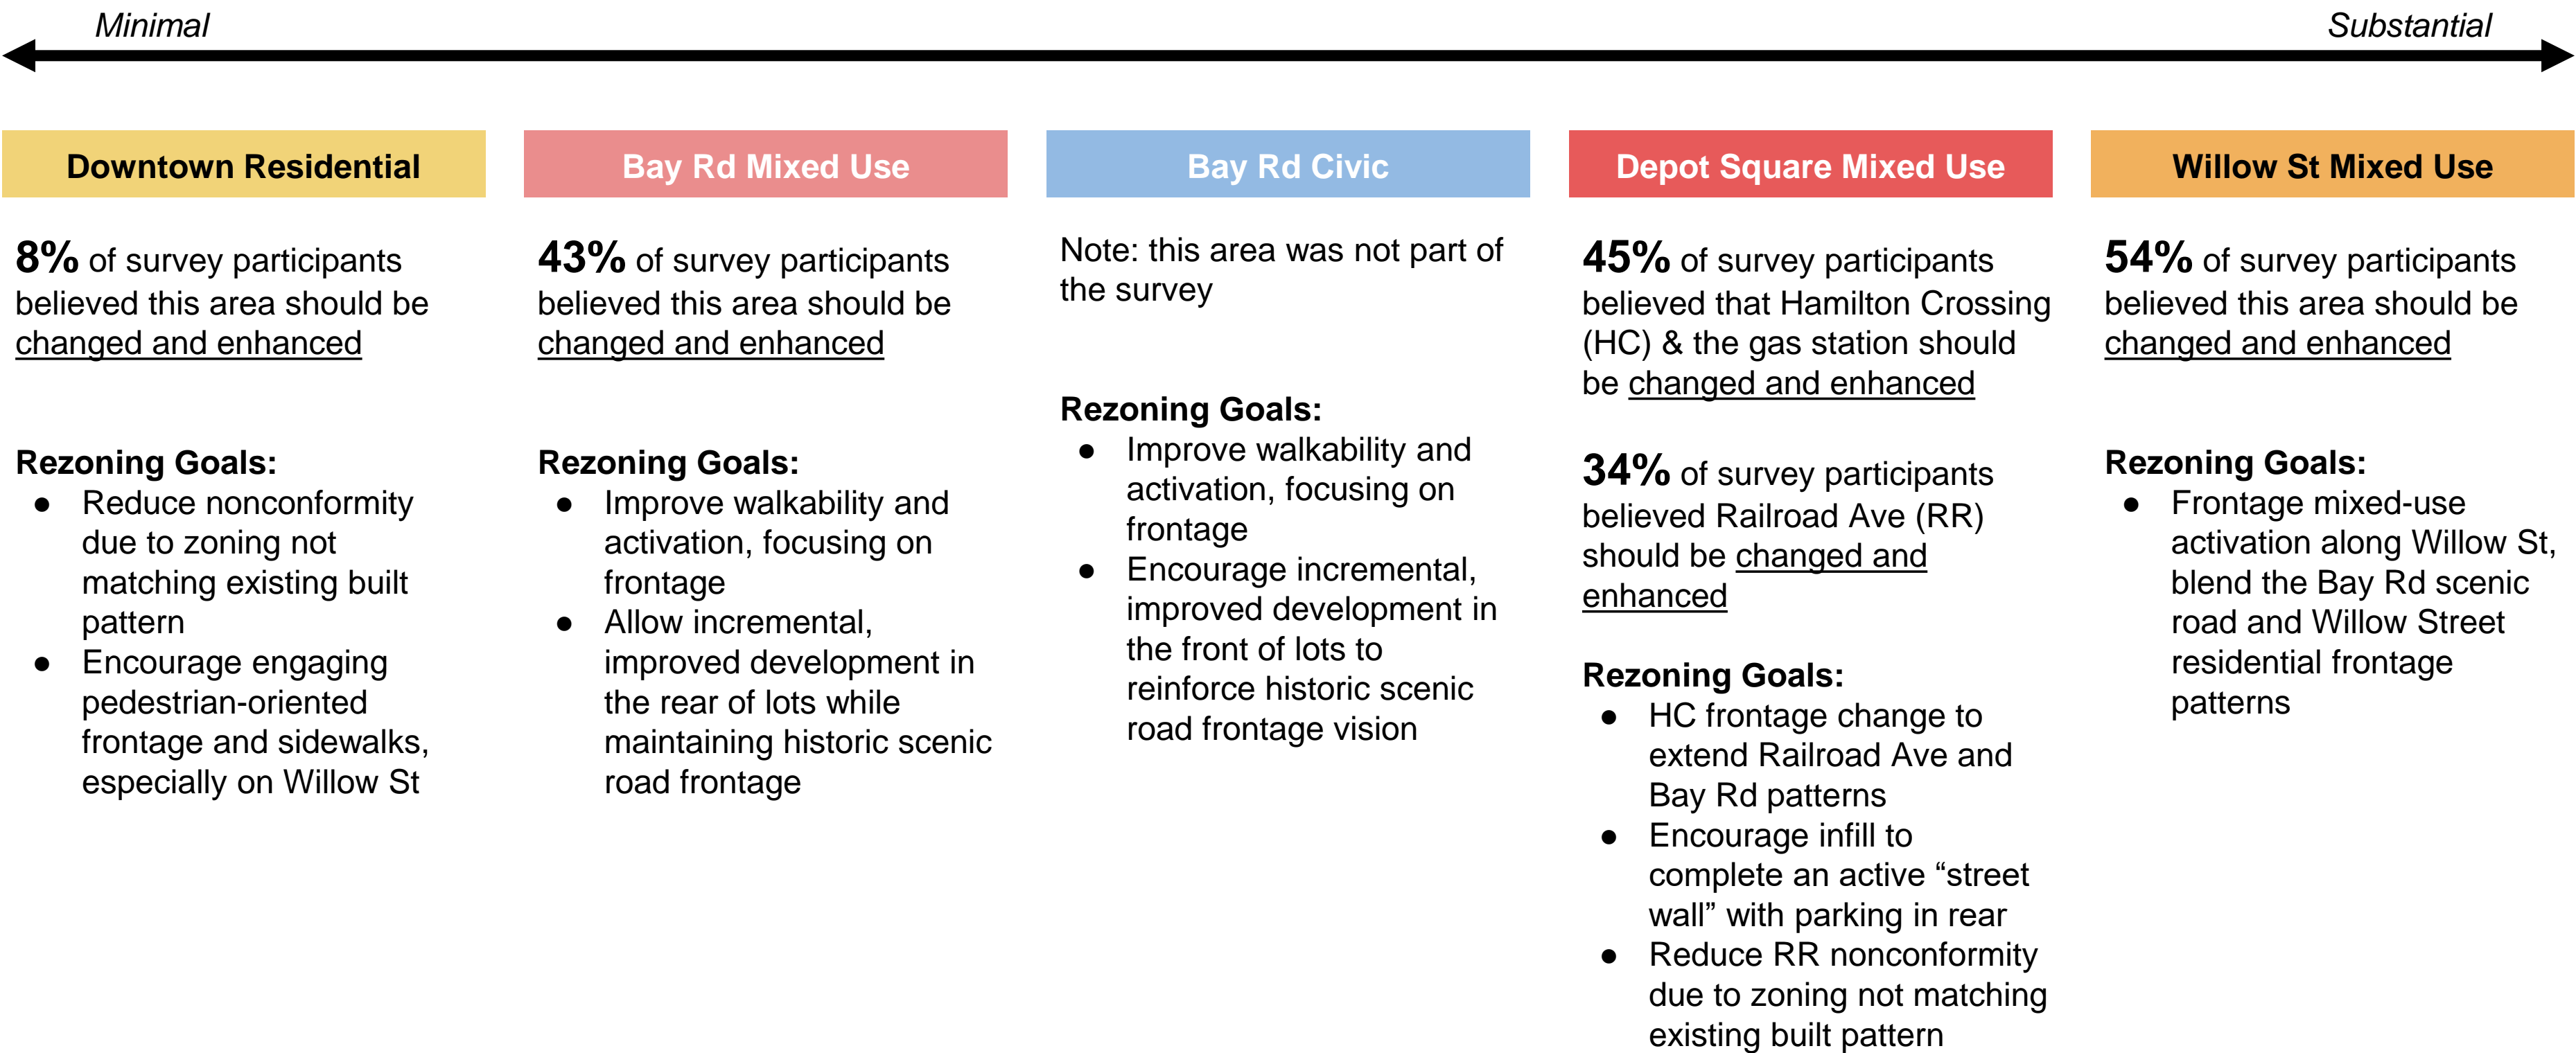 Minimal
Substantial
Downtown Residential
8% of survey participants
believed this area should be
changed and enhanced
Rezoning Goals:
● Reduce nonconformity
due to zoning not
matching existing built
pattern
● Encourage engaging
pedestrian-oriented
frontage and sidewalks,
especially on Willow St
Bay Rd Mixed Use
43% of survey participants
believed this area should be
changed and enhanced
Rezoning Goals:
● Improve walkability and
activation, focusing on
frontage
● Allow incremental,
improved development in
the rear of lots while
maintaining historic scenic
road frontage
Bay Rd Civic
Note: this area was not part of
the survey
Rezoning Goals:
● Improve walkability and
activation, focusing on
frontage
● Encourage incremental,
improved development in
the front of lots to
reinforce historic scenic
road frontage vision
Depot Square Mixed Use
45% of survey participants
believed that Hamilton Crossing
(HC) & the gas station should
be changed and enhanced
34% of survey participants
believed Railroad Ave (RR)
should be changed and
enhanced
Rezoning Goals:
● HC frontage change to
extend Railroad Ave and
Bay Rd patterns
● Encourage infill to
complete an active “street
wall” with parking in rear
● Reduce RR nonconformity
due to zoning not matching
existing built pattern
Willow St Mixed Use
54% of survey participants
believed this area should be
changed and enhanced
Rezoning Goals:
● Frontage mixed-use
activation along Willow St,
blend the Bay Rd scenic
road and Willow Street
residential frontage
patterns